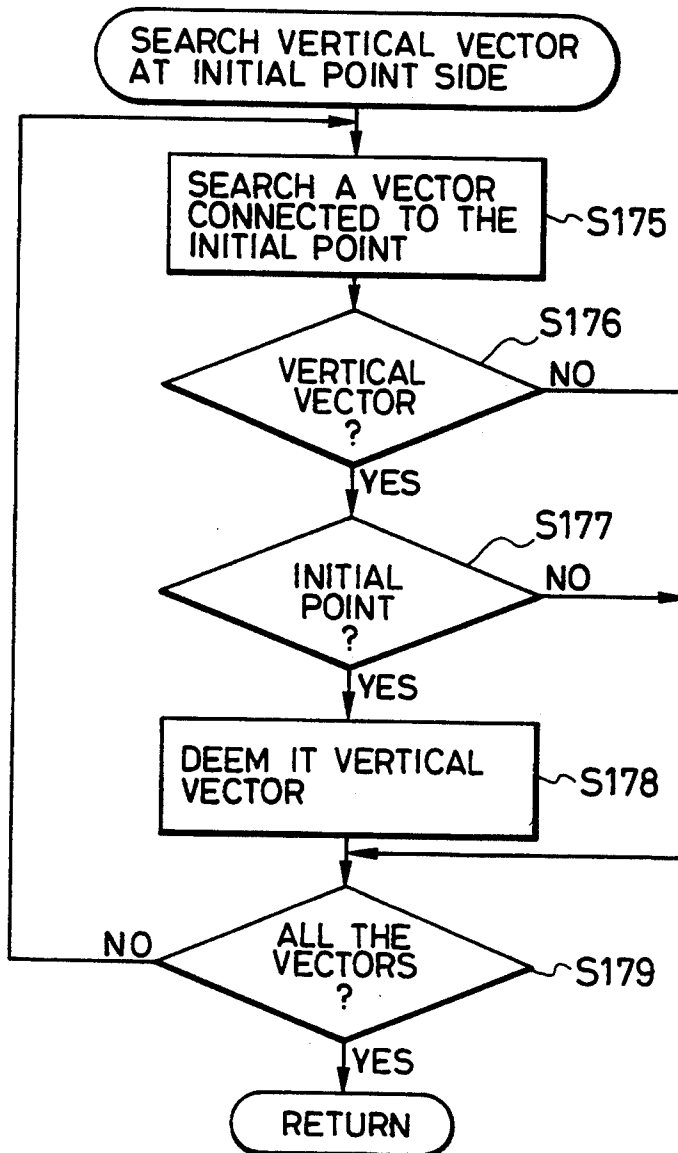 SEARCH VERTICAL VECTOR
AT INITIAL POINT SIDE
SEARCH A VECTOR
CONNECTED TO THE
INITIAL POINT
S175
S176
VERTICAL
VECTOR
?
NO
YES
S177
INITIAL
POINT
?
NO
YES
DEEM IT VERTICAL
VECTOR
S178
NO
ALL THE
VECTORS
?
S179
YES
RETURN